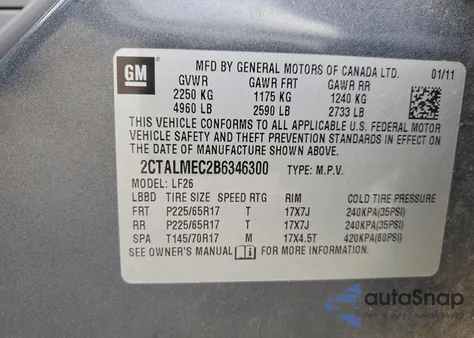 GM
MFD BY GENERAL MOTORS OF CANADA LTD. 01/11
GVWR GAWR FRT GAWR RR
2250 KG 1175 KG 1240 KG
4960 LB 2590 LB 2733 LB
THIS VEHICLE CONFORMS TO ALL APPLICABLE U.S. FEDERAL MOTOR
VEHICLE SAFETY AND THEFT PREVENTION STANDARDS IN EFFECT ON
THE DATE OF MANUFACTURE SHOWN ABOVE.
2CTALMEC2B6346300 TYPE: M.P.V.
MODEL: LF26
LBBD TIRE SIZE SPEED RTG RIM COLD TIRE PRESSURE
FRT P225/65R17 T 17X7J 240KPA(35PSI)
RR P225/65R17 T 17X7J 240KPA(35PSI)
SPA T145/70R17 M 17X4.5T 420KPA(60PSI)
SEE OWNER'S MANUAL FOR MORE INFORMATION.
autoSnap